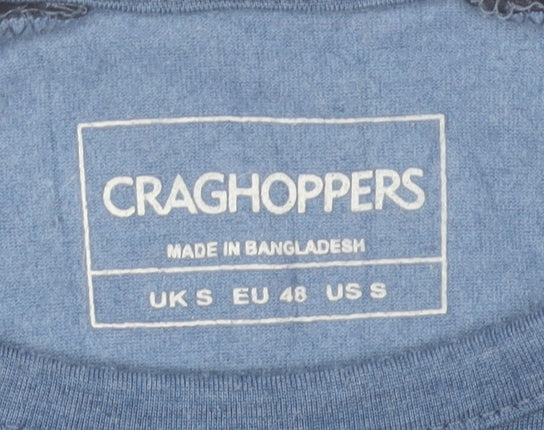 CRAGHOPPERS
MADE IN BANGLADESH
UK S EU 48 US S